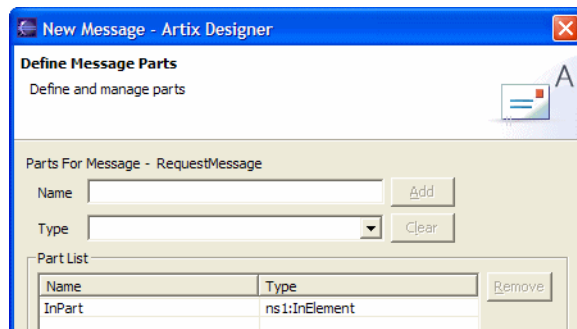 New Message - Artix Designer
Define Message Parts
Define and manage parts
A
Parts For Message - RequestMessage
Name Add
Type Clear
Part List
Name Type Remove
InPart ns1:InElement